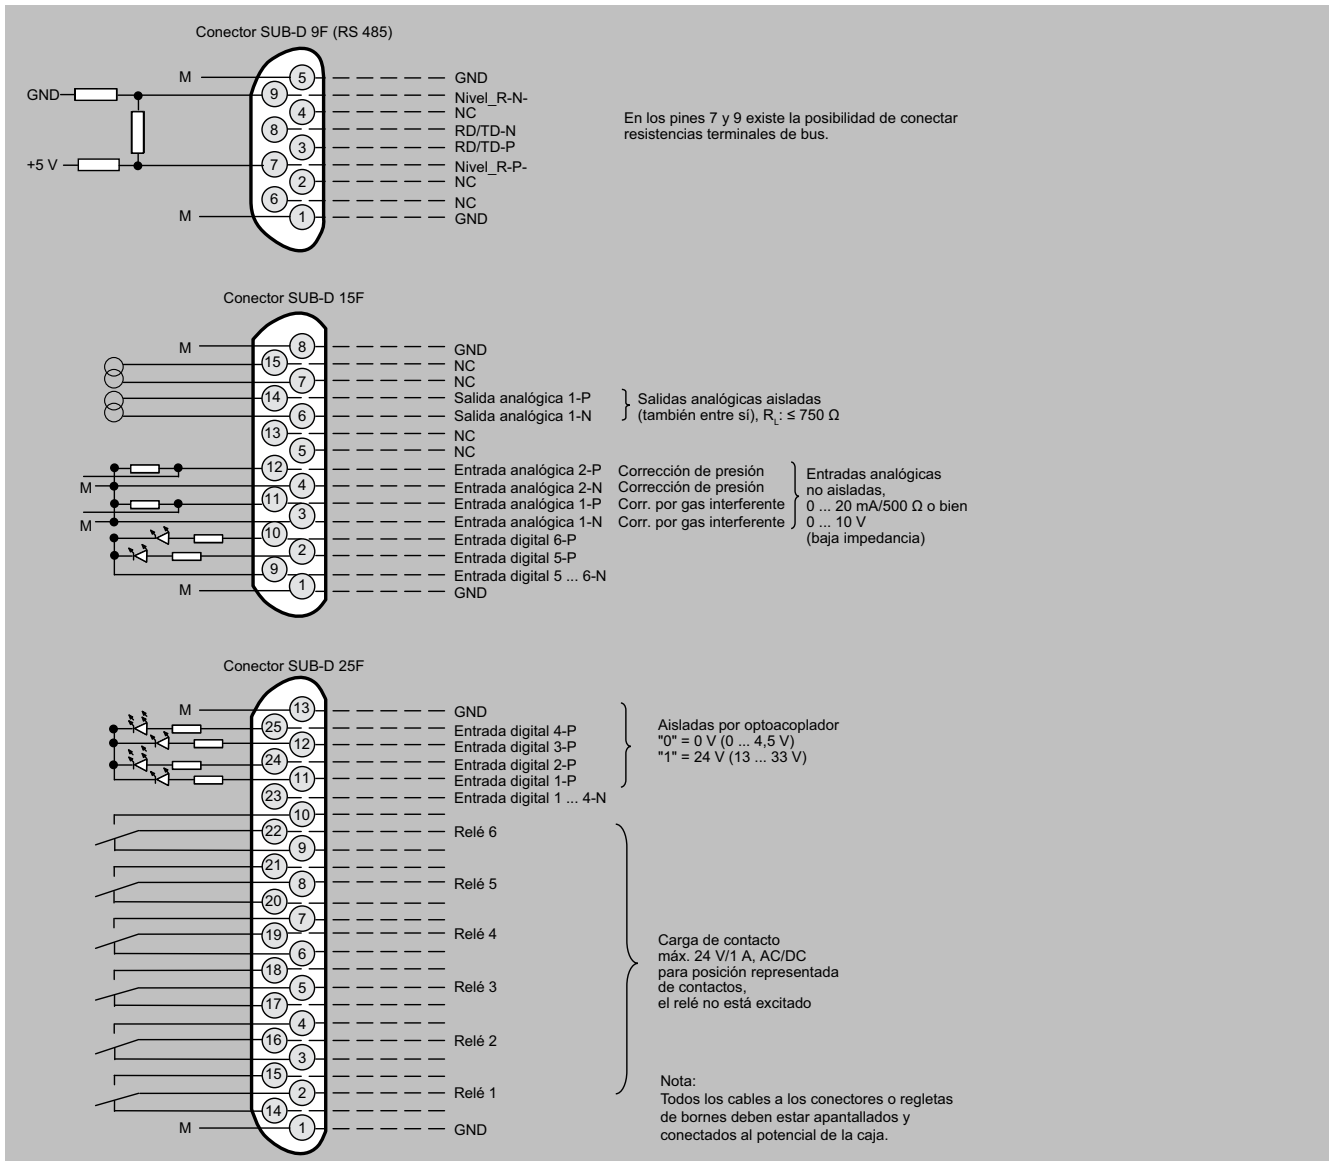 Conector SUB-D 9F (RS 485)
M 5 GND
GND 9 Nivel_R-N-
4 NC
8 RD/TD-N
3 RD/TD-P
+5 V 7 Nivel_R-P-
2 NC
6 NC
M 1 GND
En los pines 7 y 9 existe la posibilidad de conectar
resistencias terminales de bus.
Conector SUB-D 15F
M 8 GND
15 NC
7 NC
14 Salida analógica 1-P
6 Salida analógica 1-N
Salidas analógicas aisladas
(también entre sí), RL: ≤ 750 Ω
13 NC
5 NC
12 Entrada analógica 2-P Corrección de presión
M 4 Entrada analógica 2-N Corrección de presión
11 Entrada analógica 1-P Corr. por gas interferente
M 3 Entrada analógica 1-N Corr. por gas interferente
Entradas analógicas
no aisladas,
0 ... 20 mA/500 Ω o bien
0 ... 10 V
(baja impedancia)
10 Entrada digital 6-P
2 Entrada digital 5-P
9 Entrada digital 5 ... 6-N
M 1 GND
Conector SUB-D 25F
M 13 GND
25 Entrada digital 4-P
12 Entrada digital 3-P
24 Entrada digital 2-P
11 Entrada digital 1-P
23 Entrada digital 1 ... 4-N
Aisladas por optoacoplador
"0" = 0 V (0 ... 4,5 V)
"1" = 24 V (13 ... 33 V)
10
22 Relé 6
9
21
8 Relé 5
20
7
19 Relé 4
6
18
5 Relé 3
17
4
16 Relé 2
3
15
2 Relé 1
14
M 1 GND
Carga de contacto
máx. 24 V/1 A, AC/DC
para posición representada
de contactos,
el relé no está excitado
Nota:
Todos los cables a los conectores o regletas
de bornes deben estar apantallados y
conectados al potencial de la caja.